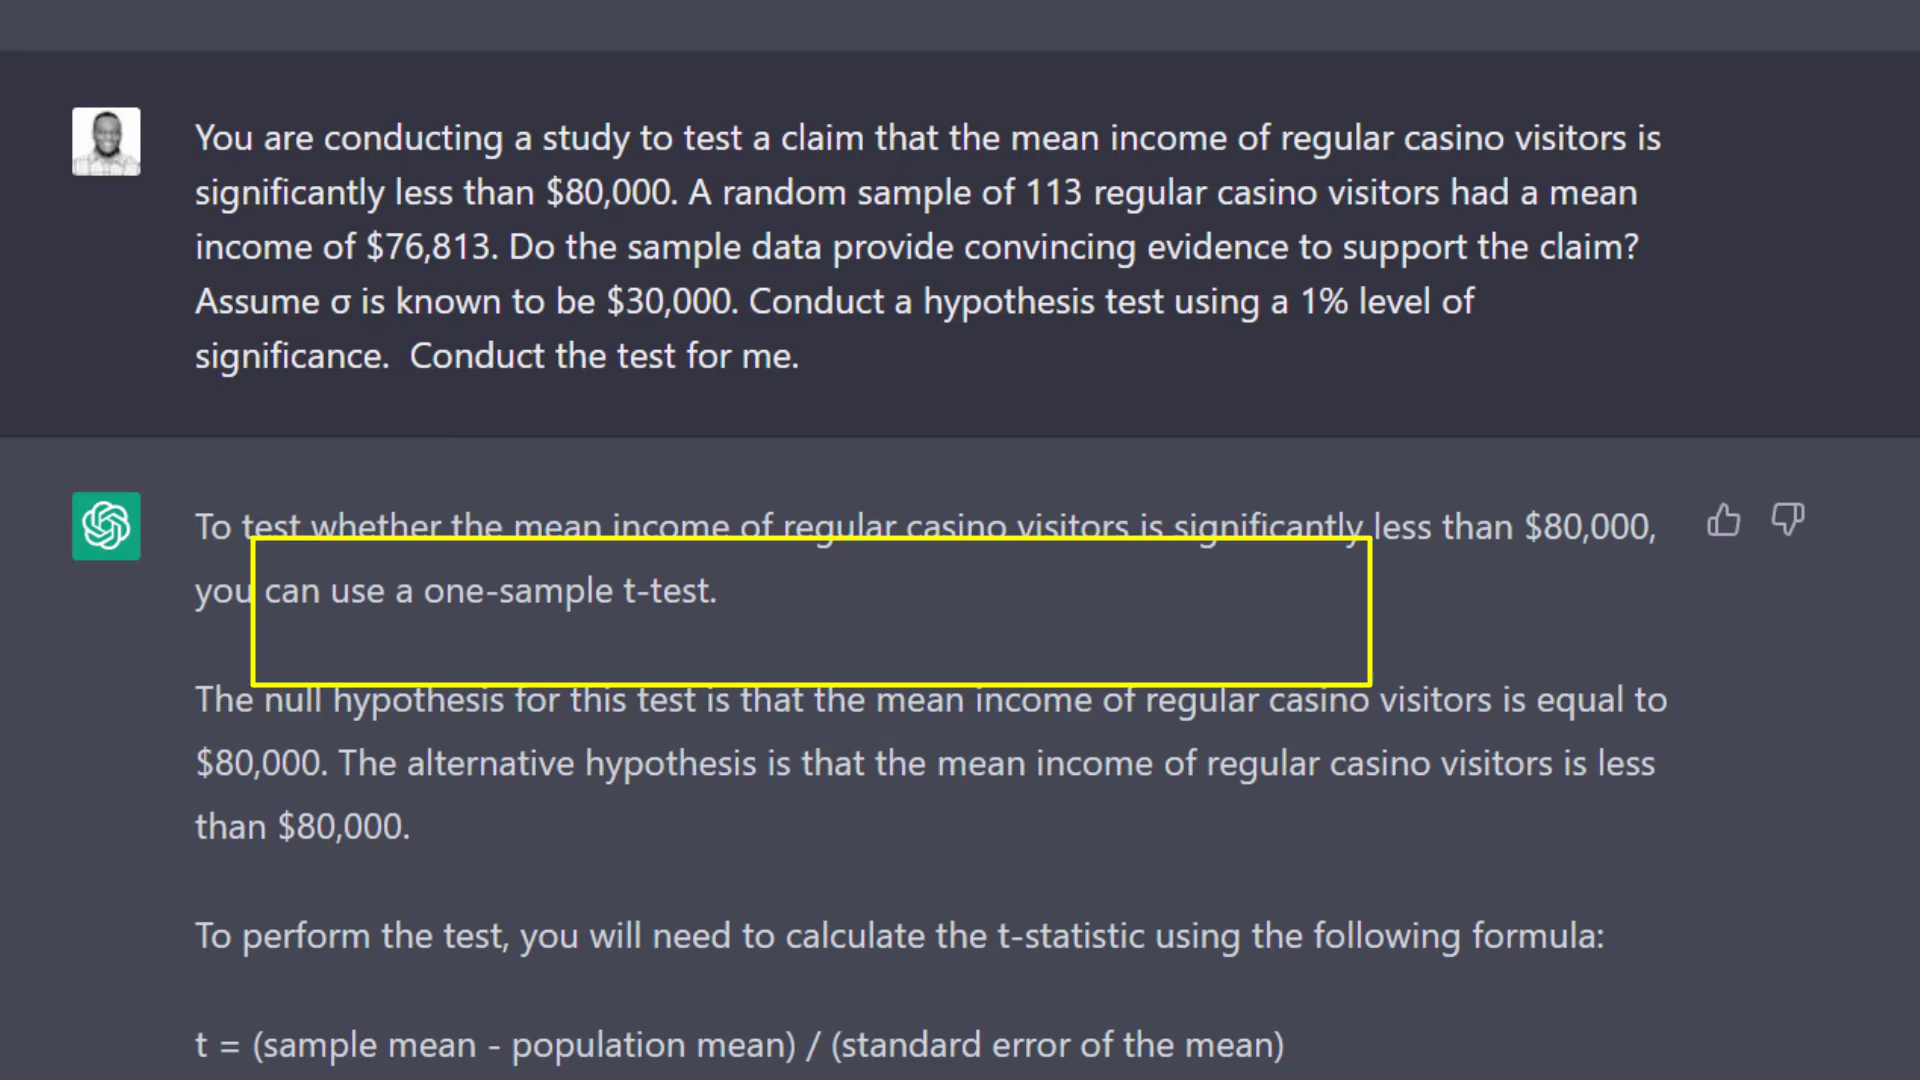 You are conducting a study to test a claim that the mean income of regular casino visitors is
significantly less than $80,000. A random sample of 113 regular casino visitors had a mean
income of $76,813. Do the sample data provide convincing evidence to support the claim?
Assume σ is known to be $30,000. Conduct a hypothesis test using a 1% level of
significance.  Conduct the test for me.
To test whether the mean income of regular casino visitors is significantly less than $80,000,
you can use a one-sample t-test.
The null hypothesis for this test is that the mean income of regular casino visitors is equal to
$80,000. The alternative hypothesis is that the mean income of regular casino visitors is less
than $80,000.
To perform the test, you will need to calculate the t-statistic using the following formula:
t = (sample mean - population mean) / (standard error of the mean)